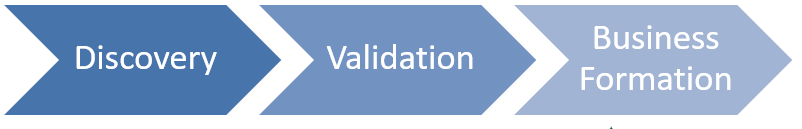 Discovery
Validation
Business
Formation